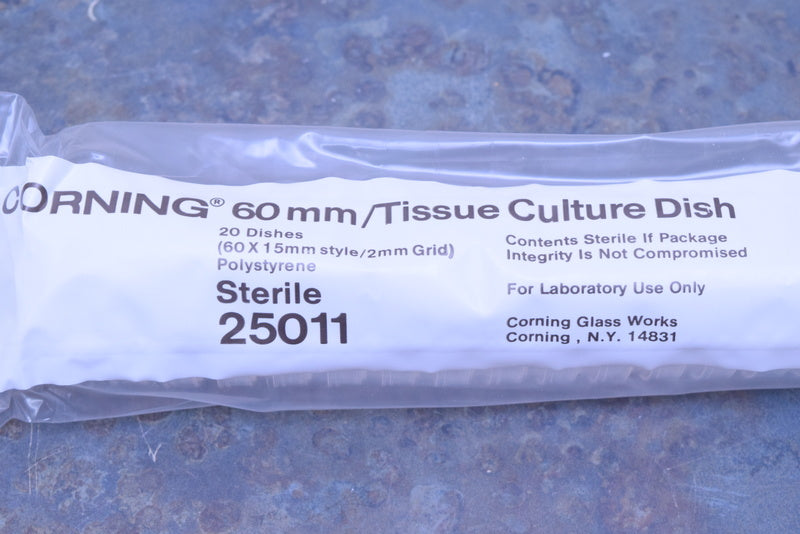 CORNING® 60 mm/Tissue Culture Dish
20 Dishes
(60 X 15mm style/2mm Grid)
Polystyrene
Sterile
25011
Contents Sterile If Package
Integrity Is Not Compromised
For Laboratory Use Only
Corning Glass Works
Corning , N.Y. 14831